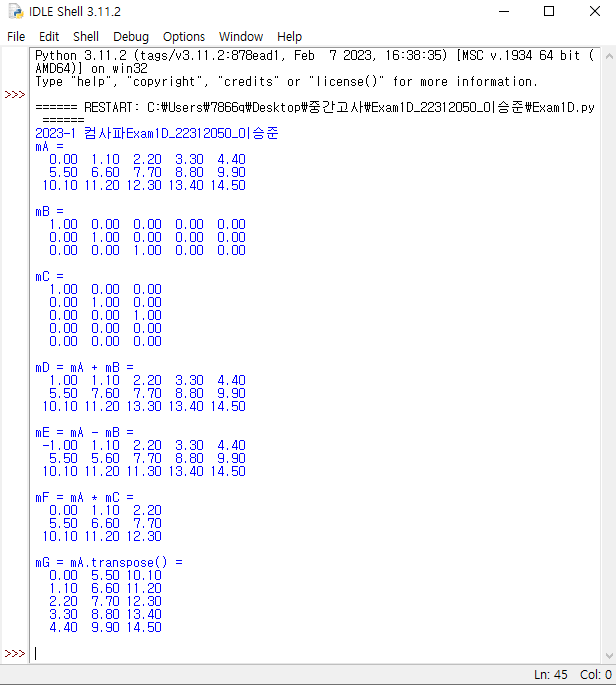 IDLE Shell 3.11.2
File Edit Shell Debug Options Window Help
Python 3.11.2 (tags/v3.11.2:878ead1, Feb  7 2023, 16:38:35) [MSC v.1934 64 bit (
AMD64)] on win32
Type "help", "copyright", "credits" or "license()" for more information.
>>>
====== RESTART: C:₩Users₩7866q₩Desktop₩중간고사₩Exam1D_22312050_이승준₩Exam1D.py
======
2023-1 컴사파Exam1D_22312050_이승준
mA =
0.00 1.10 2.20 3.30 4.40
5.50 6.60 7.70 8.80 9.90
10.10 11.20 12.30 13.40 14.50
mB =
1.00 0.00 0.00 0.00 0.00
0.00 1.00 0.00 0.00 0.00
0.00 0.00 1.00 0.00 0.00
mC =
1.00 0.00 0.00
0.00 1.00 0.00
0.00 0.00 1.00
0.00 0.00 0.00
0.00 0.00 0.00
mD = mA + mB =
1.00 1.10 2.20 3.30 4.40
5.50 7.60 7.70 8.80 9.90
10.10 11.20 13.30 13.40 14.50
mE = mA - mB =
-1.00 1.10 2.20 3.30 4.40
5.50 5.60 7.70 8.80 9.90
10.10 11.20 11.30 13.40 14.50
mF = mA * mC =
0.00 1.10 2.20
5.50 6.60 7.70
10.10 11.20 12.30
mG = mA.transpose() =
0.00 5.50 10.10
1.10 6.60 11.20
2.20 7.70 12.30
3.30 8.80 13.40
4.40 9.90 14.50
>>>
Ln: 45 Col: 0